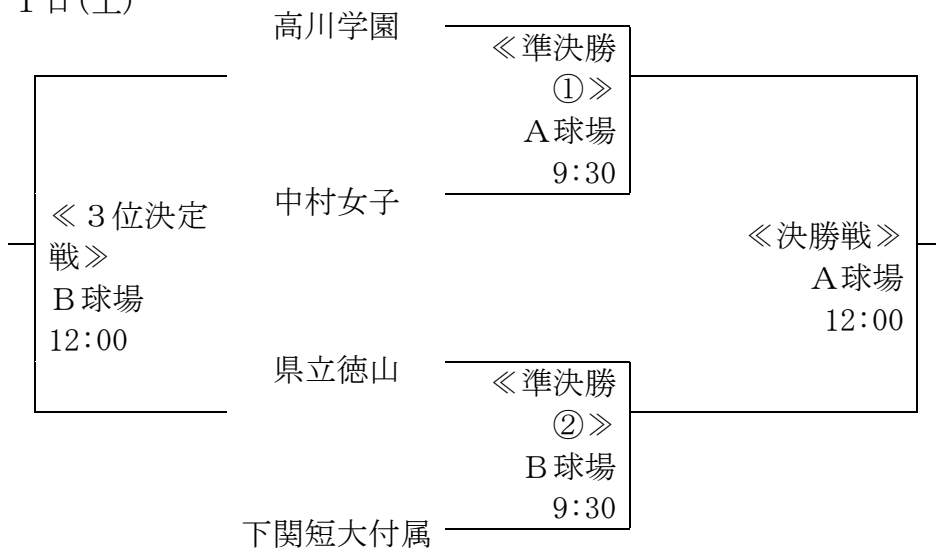 １日(土)
高川学園
≪準決勝
①≫
Ａ球場
9:30
中村女子
≪３位決定
戦≫
Ｂ球場
12:00
≪決勝戦≫
Ａ球場
12:00
県立徳山
≪準決勝
②≫
Ｂ球場
9:30
下関短大付属